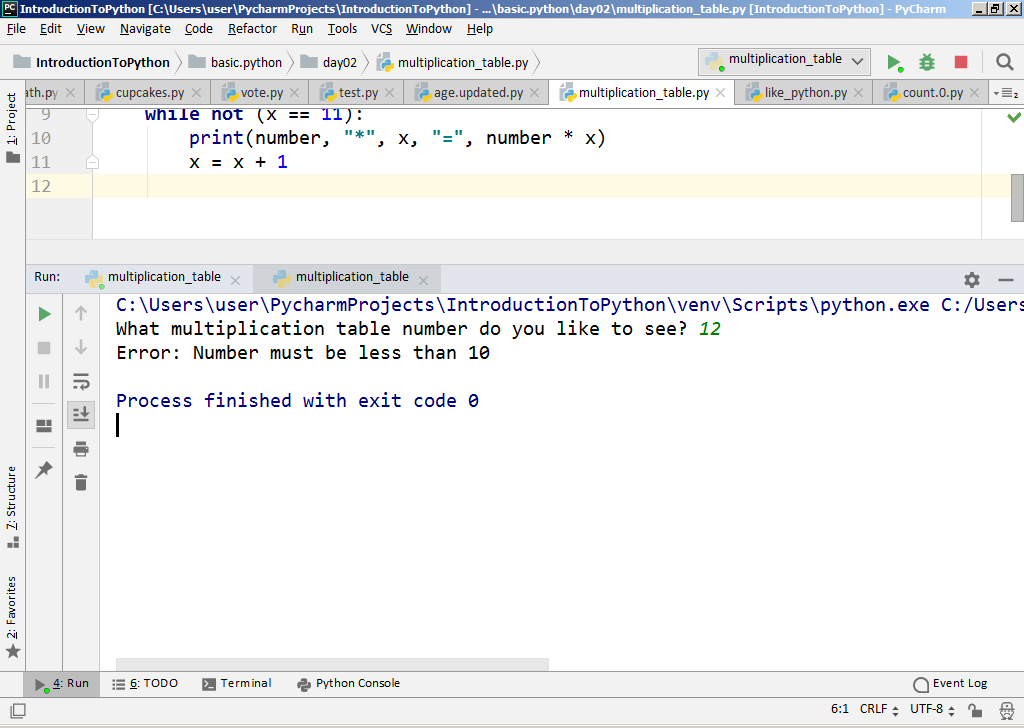 IntroductionToPython [C:\Users\user\PycharmProjects\IntroductionToPython] - ...\basic.python\day02\multiplication_table.py [IntroductionToPython] - PyCharm
File Edit View Navigate Code Refactor Run Tools VCS Window Help
IntroductionToPython basic.python day02 multiplication_table.py multiplication_table
ath.py cupcakes.py vote.py test.py age.updated.py multiplication_table.py like_python.py count.0.py 2
1: Project
9 while not (x == 11):
10 print(number, "*", x, "=", number * x)
11 x = x + 1
12
Run: multiplication_table multiplication_table
C:\Users\user\PycharmProjects\IntroductionToPython\venv\Scripts\python.exe C:/Users
What multiplication table number do you like to see? 12
Error: Number must be less than 10
Process finished with exit code 0
7: Structure
2: Favorites
4: Run 6: TODO Terminal Python Console Event Log
6:1 CRLF UTF-8